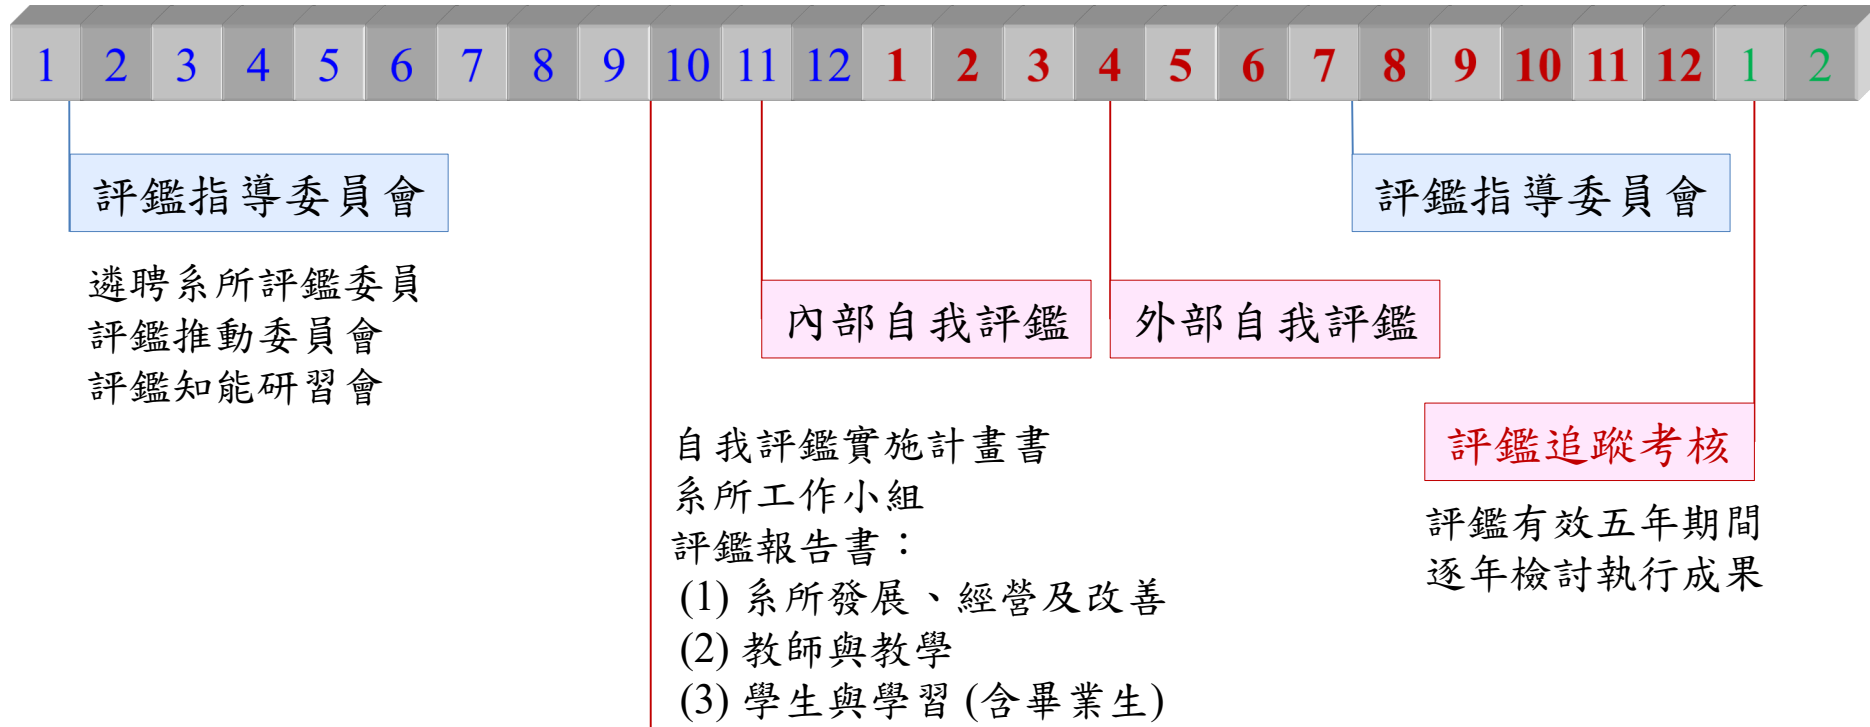 1 2 3 4 5 6 7 8 9 10 11 12 1 2 3 4 5 6 7 8 9 10 11 12 1 2
評鑑指導委員會
評鑑指導委員會
遴聘系所評鑑委員
評鑑推動委員會
評鑑知能研習會
內部自我評鑑
外部自我評鑑
自我評鑑實施計畫書
系所工作小組
評鑑報告書：
(1) 系所發展、經營及改善
(2) 教師與教學
(3) 學生與學習 (含畢業生)
評鑑追蹤考核
評鑑有效五年期間
逐年檢討執行成果